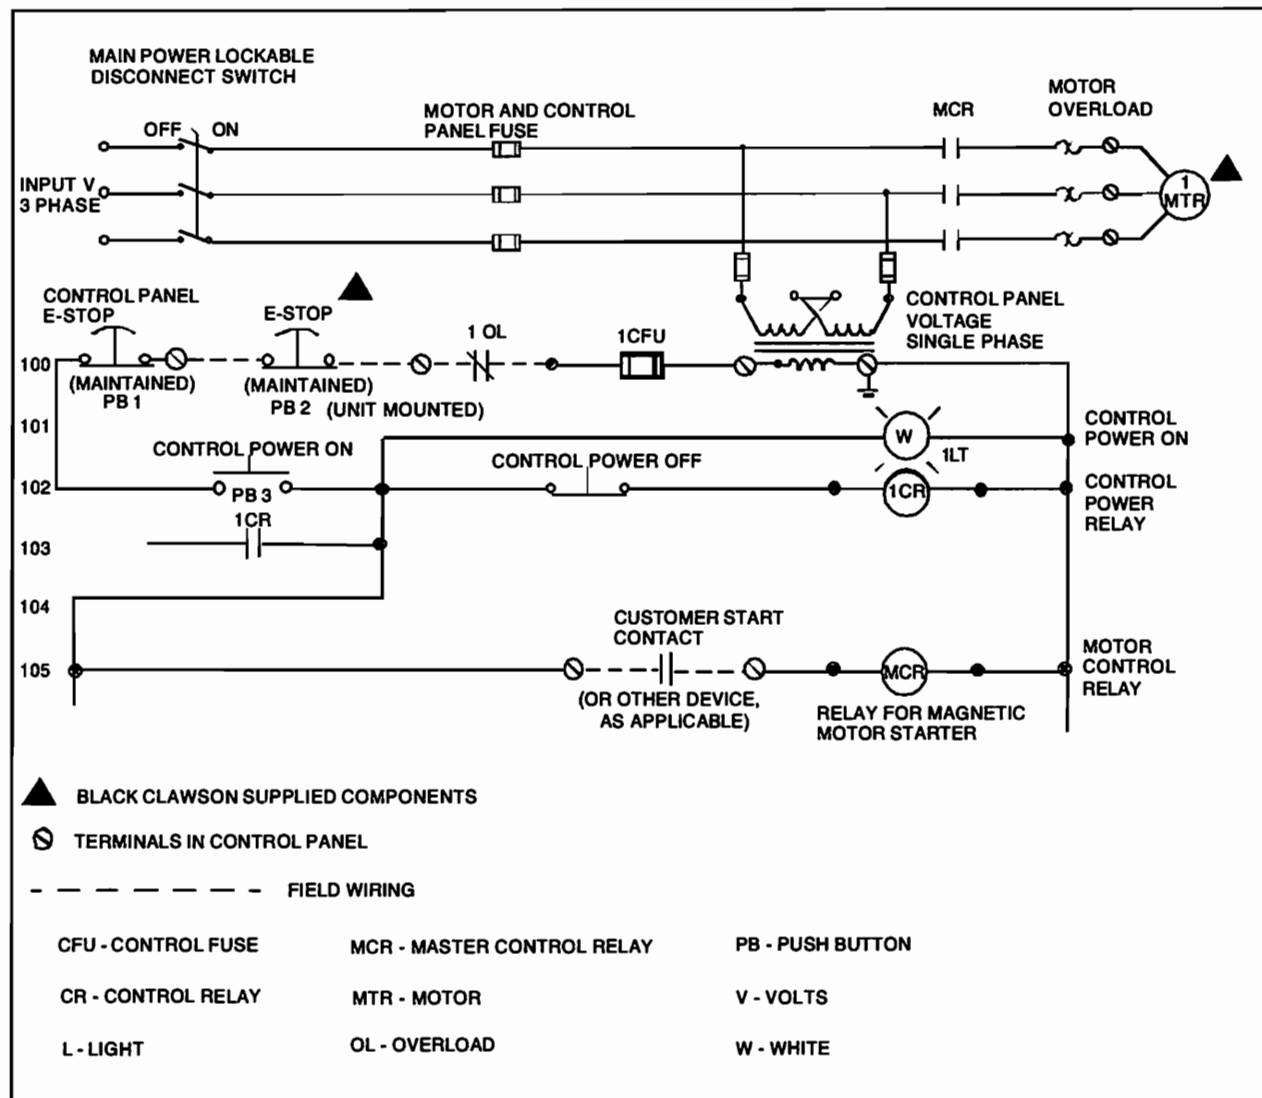 MAIN POWER LOCKABLE
DISCONNECT SWITCH
OFF ON
MOTOR AND CONTROL
PANEL FUSE
MCR
MOTOR
OVERLOAD
INPUT V
3 PHASE
1
MTR
CONTROL PANEL
E-STOP
E-STOP
1 OL
1CFU
CONTROL PANEL
VOLTAGE
SINGLE PHASE
100
(MAINTAINED)
PB 1
(MAINTAINED)
PB 2 (UNIT MOUNTED)
101
W
1LT
CONTROL
POWER ON
CONTROL POWER ON
CONTROL POWER OFF
102
PB 3
1CR
CONTROL
POWER
RELAY
1CR
103
104
CUSTOMER START
CONTACT
105
MCR
MOTOR
CONTROL
RELAY
(OR OTHER DEVICE,
AS APPLICABLE)
RELAY FOR MAGNETIC
MOTOR STARTER
BLACK CLAWSON SUPPLIED COMPONENTS
TERMINALS IN CONTROL PANEL
FIELD WIRING
CFU - CONTROL FUSE
MCR - MASTER CONTROL RELAY
PB - PUSH BUTTON
CR - CONTROL RELAY
MTR - MOTOR
V - VOLTS
L - LIGHT
OL - OVERLOAD
W - WHITE